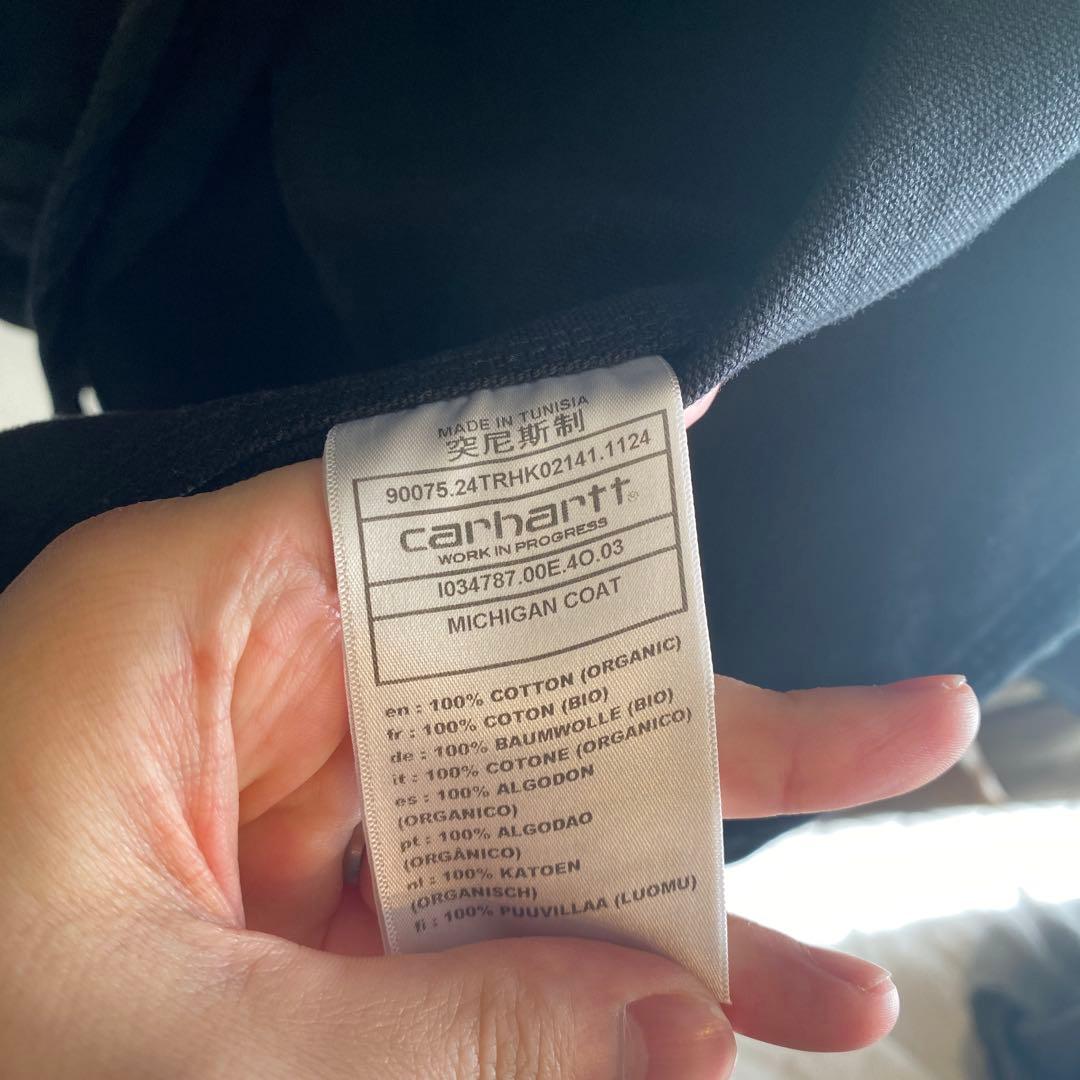 MADE IN TUNISIA
突尼斯制
90075.24TRHK02141.1124
carhartt®
WORK IN PROGRESS
I034787.00E.4O.03
MICHIGAN COAT
en : 100% COTTON (ORGANIC)
fr : 100% COTON (BIO)
de : 100% BAUMWOLLE (BIO)
it : 100% COTONE (ORGANICO)
es : 100% ALGODON
(ORGANICO)
pt : 100% ALGODAO
(ORGÂNICO)
nl : 100% KATOEN
(ORGANISCH)
fi : 100% PUUVILLAA (LUOMU)